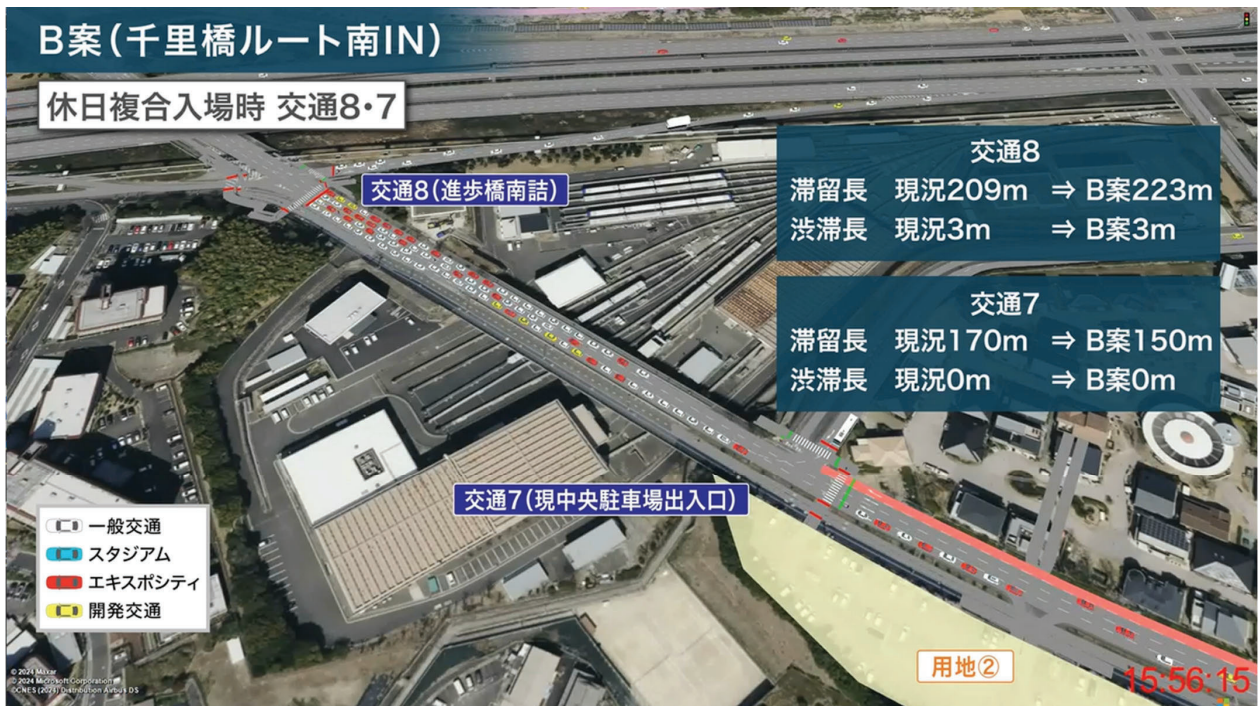 B案(千里橋ルート南IN)
休日複合入場時 交通8・7
交通8(進歩橋南詰)
交通8
滞留長 現況209m ⇒ B案223m
渋滞長 現況3m ⇒ B案3m
交通7
滞留長 現況170m ⇒ B案150m
渋滞長 現況0m ⇒ B案0m
交通7(現中央駐車場出入口)
一般交通
スタジアム
エキスポシティ
開発交通
用地②
15:56:15
© 2024 Maxar
© 2024 Microsoft Corporation
©CNES (2024) Distribution Airbus DS